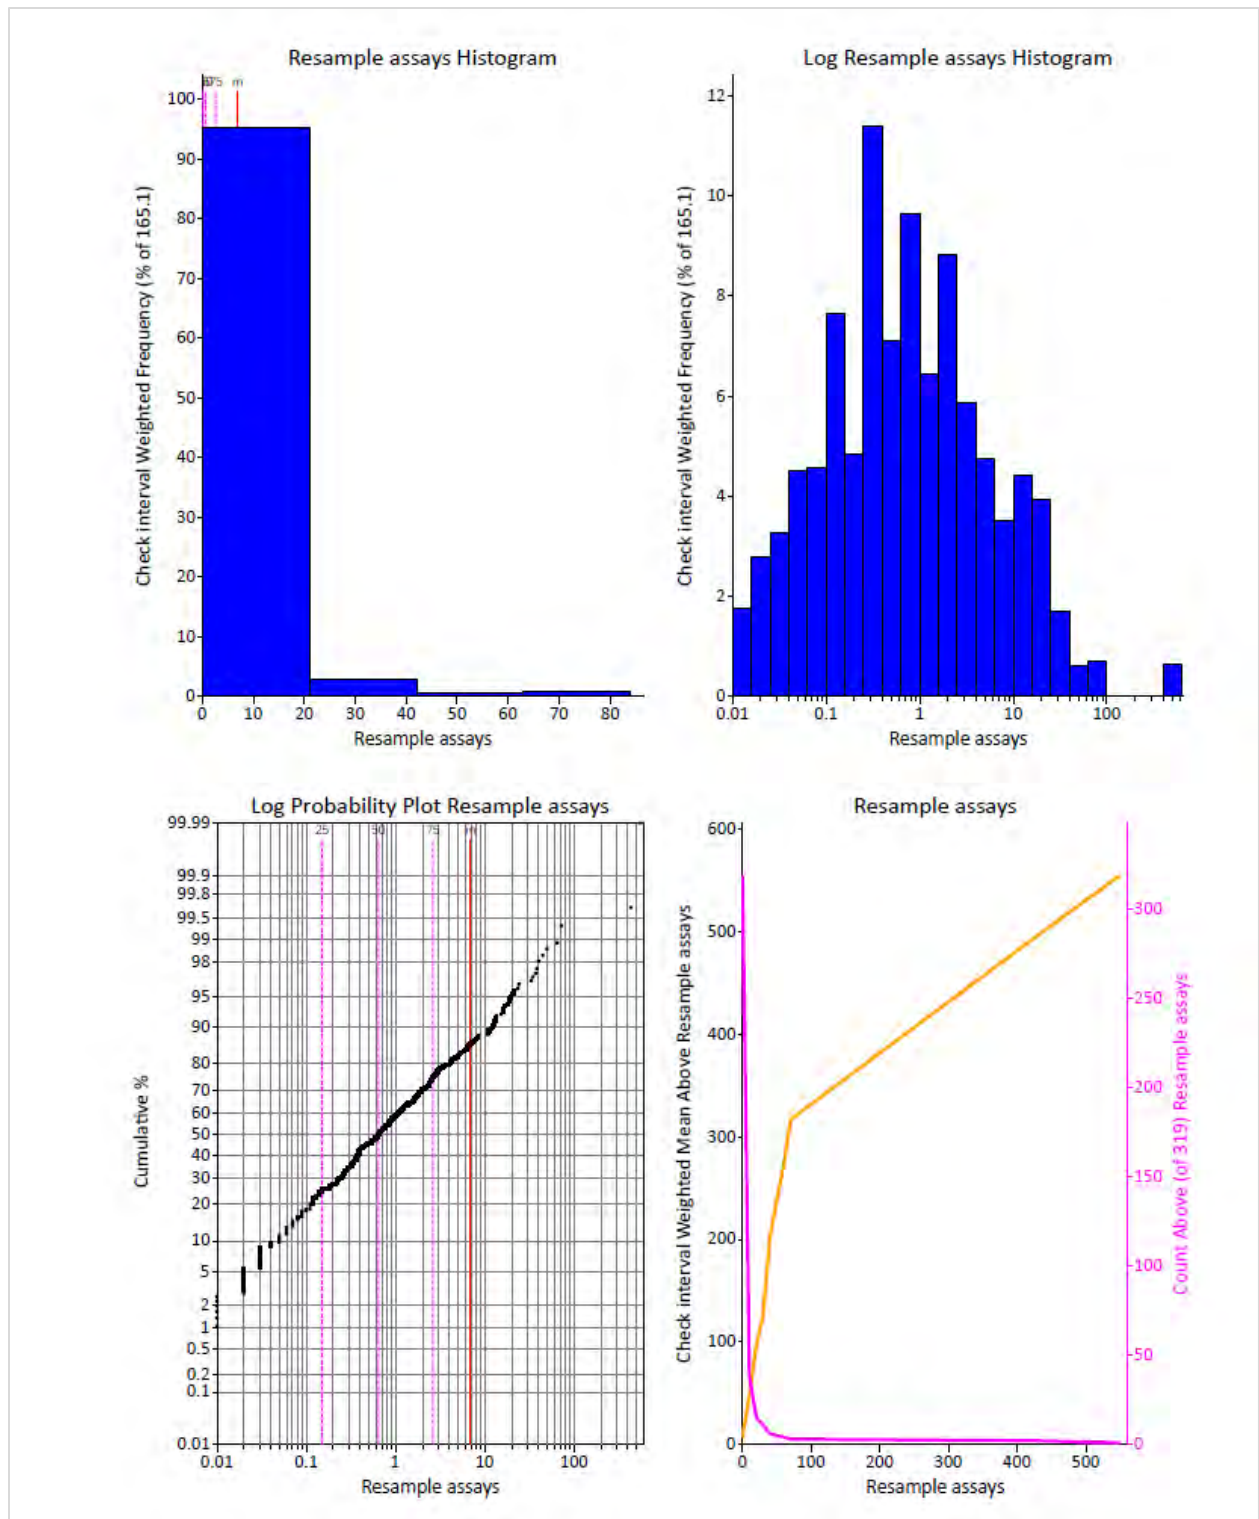 Resample assays Histogram
75 m
100
90
80
70
60
50
40
30
20
10
0
Check interval Weighted Frequency (% of 165.1)
0 10 20 30 40 50 60 70 80
Resample assays
Log Resample assays Histogram
12
10
8
6
4
2
0
Check interval Weighted Frequency (% of 165.1)
0.01 0.1 1 10 100
Resample assays
Log Probability Plot Resample assays
25 50 75 m
99.99
99.9
99.8
99.5
99
98
95
90
80
70
60
50
40
30
20
10
5
2
1
0.5
0.2
0.1
0.01
Cumulative %
0.01 0.1 1 10 100
Resample assays
Resample assays
600
500
400
300
200
100
0
Check interval Weighted Mean Above Resample assays
300
250
200
150
100
50
0
Count Above (of 319) Resample assays
0 100 200 300 400 500
Resample assays